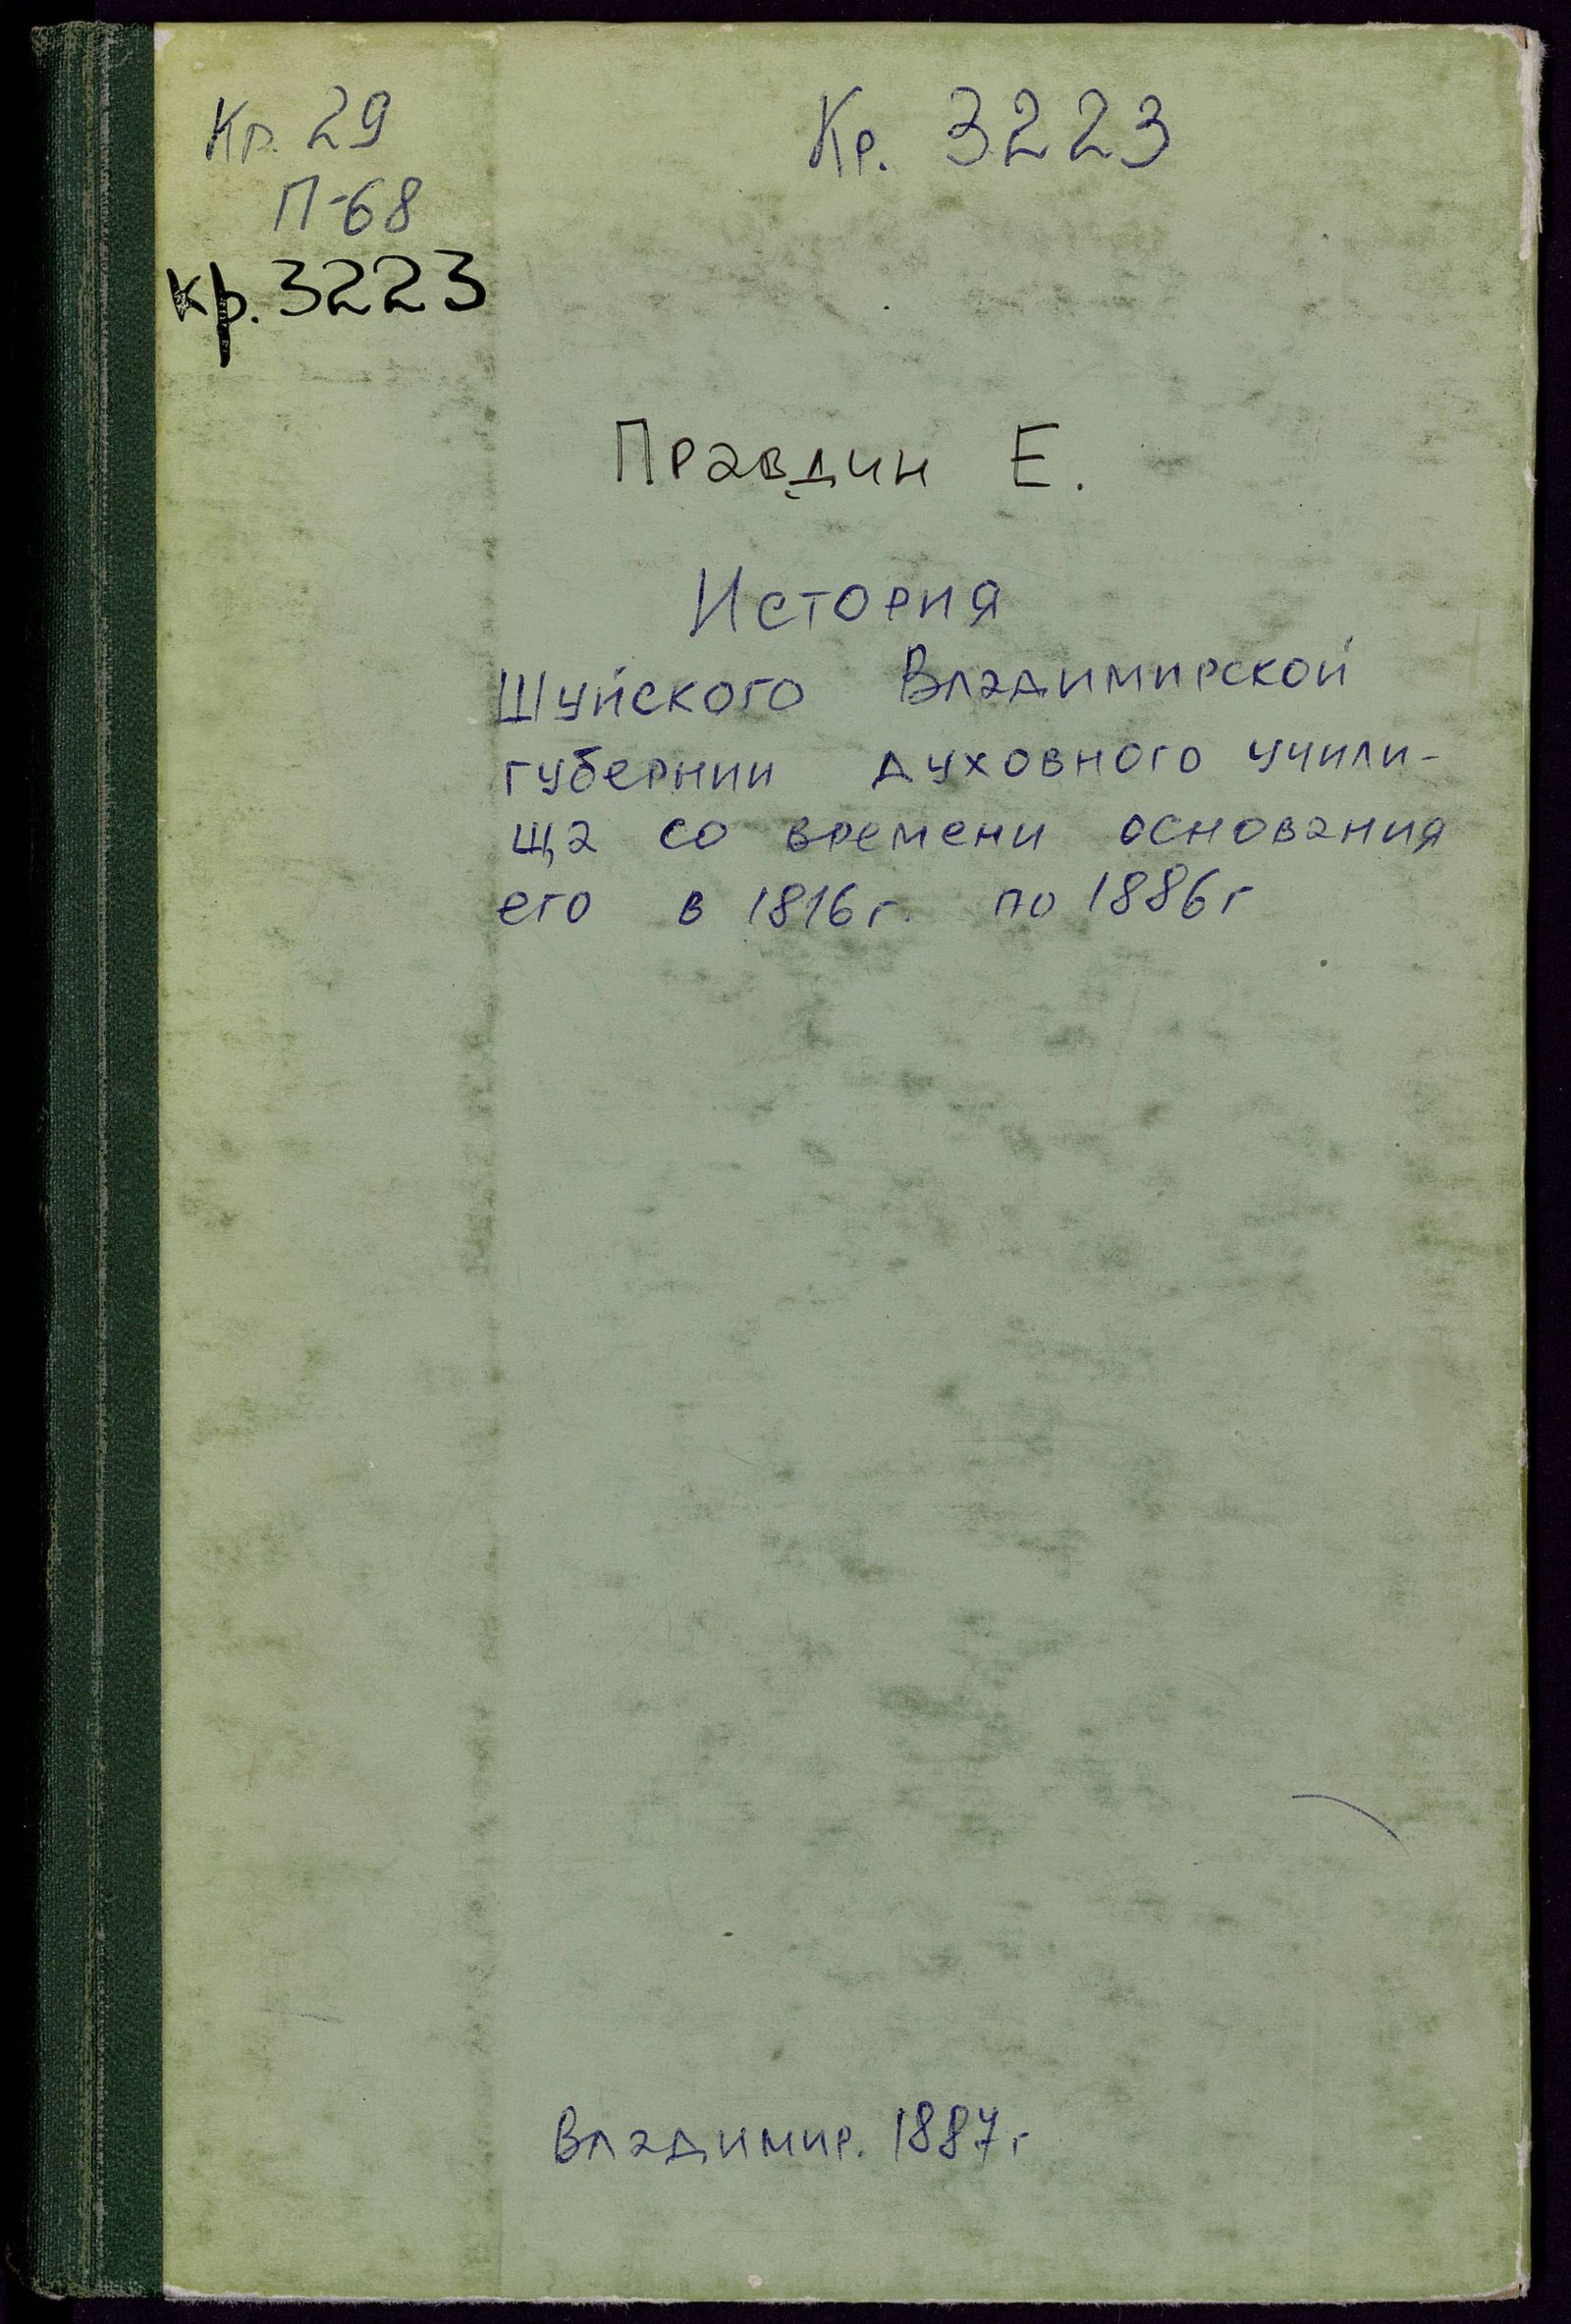 Кр. 29
П-68
кр. 3223
Кр. 3223
Правдин Е.
История
Шуйского Владимирской
губернии духовного учили-
ща со времени основания
его в 1816 г. по 1886 г
Владимир. 1887 г